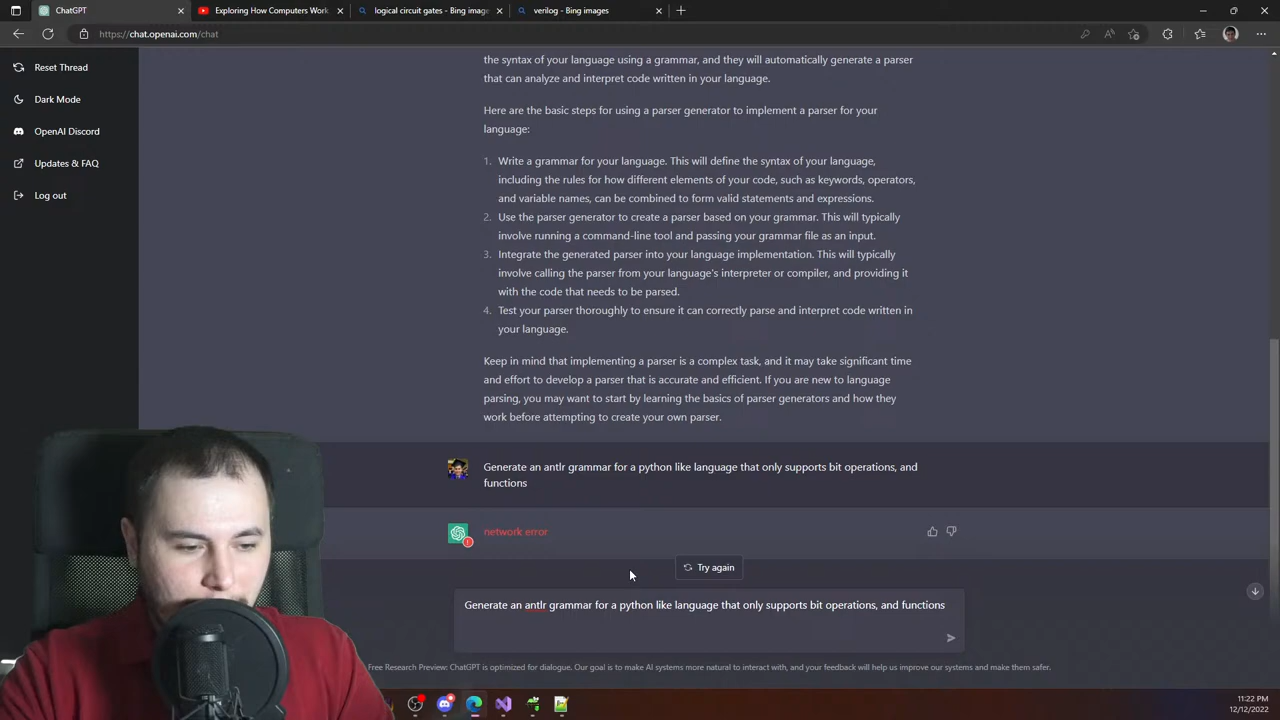 ChatGPT
Exploring How Computers Work
logical circuit gates - Bing image
verilog - Bing images
https://chat.openai.com/chat
Reset Thread
Dark Mode
OpenAI Discord
Updates & FAQ
Log out
the syntax of your language using a grammar, and they will automatically generate a parser
that can analyze and interpret code written in your language.
Here are the basic steps for using a parser generator to implement a parser for your
language:
1. Write a grammar for your language. This will define the syntax of your language,
including the rules for how different elements of your code, such as keywords, operators,
and variable names, can be combined to form valid statements and expressions.
2. Use the parser generator to create a parser based on your grammar. This will typically
involve running a command-line tool and passing your grammar file as an input.
3. Integrate the generated parser into your language implementation. This will typically
involve calling the parser from your language's interpreter or compiler, and providing it
with the code that needs to be parsed.
4. Test your parser thoroughly to ensure it can correctly parse and interpret code written in
your language.
Keep in mind that implementing a parser is a complex task, and it may take significant time
and effort to develop a parser that is accurate and efficient. If you are new to language
parsing, you may want to start by learning the basics of parser generators and how they
work before attempting to create your own parser.
Generate an antlr grammar for a python like language that only supports bit operations, and
functions
network error
Try again
Generate an antlr grammar for a python like language that only supports bit operations, and functions
Free Research Preview: ChatGPT is optimized for dialogue. Our goal is to make AI systems more natural to interact with, and your feedback will help us improve our systems and make them safer.
11:22 PM
12/12/2022